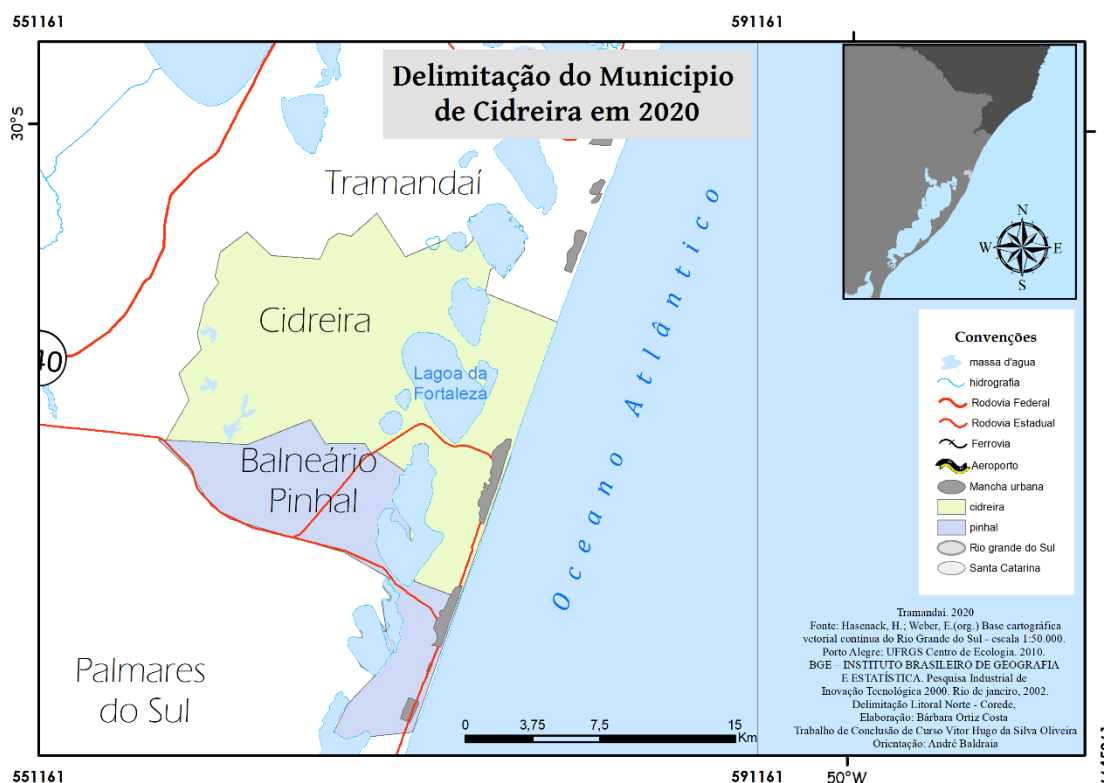 551161
591161
30°S
Delimitação do Municipio
de Cidreira em 2020
Tramandaí
N
W
E
S
Cidreira
Oceano Atlântico
40
Lagoa da
Fortaleza
Balneário
Pinhal
Palmares
do Sul
Convenções
massa d'agua
hidrografia
Rodovia Federal
Rodovia Estadual
Ferrovia
Aeroporto
Mancha urbana
cidreira
pinhal
Rio grande do Sul
Santa Catarina
Tramandaí. 2020
Fonte: Hasenack, H.; Weber, E.(org.) Base cartográfica
vetorial contínua do Rio Grande do Sul - escala 1:50.000.
Porto Alegre: UFRGS Centro de Ecologia. 2010.
BGE – INSTITUTO BRASILEIRO DE GEOGRAFIA
E ESTATÍSTICA. Pesquisa Industrial de
Inovação Tecnológica 2000. Rio de janeiro, 2002.
Delimitação Litoral Norte - Corede,
Elaboração: Bárbara Ortiz Costa
Trabalho de Conclusão de Curso Vitor Hugo da Silva Oliveira
Orientação: André Baldraia
0 3,75 7,5 15
Km
551161
591161
50°W